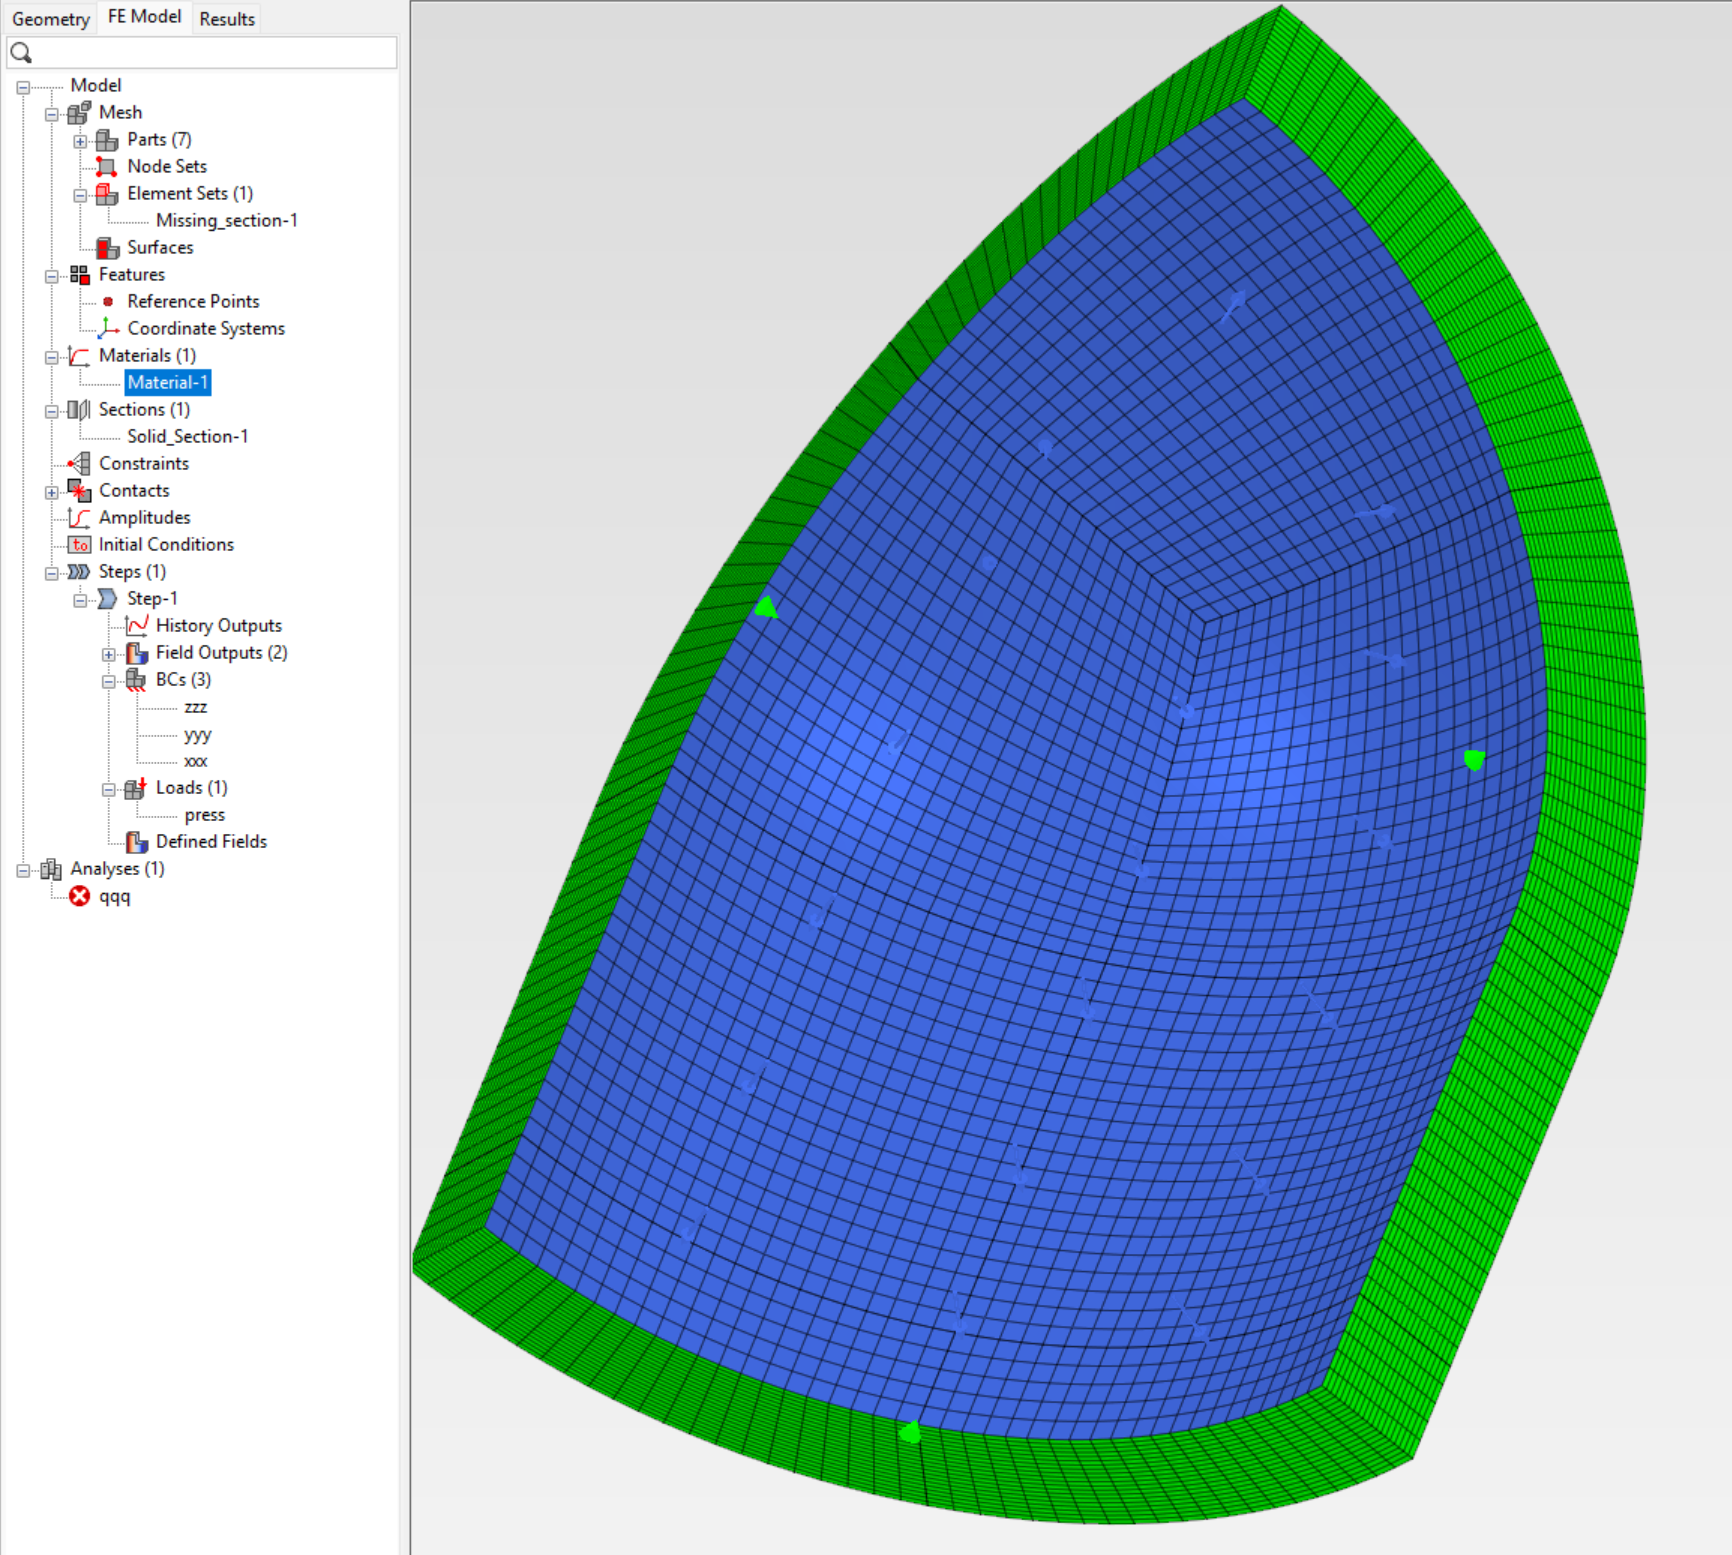 Geometry FE Model Results
Model
Mesh
Parts (7)
Node Sets
Element Sets (1)
Missing_section-1
Surfaces
Features
Reference Points
Coordinate Systems
Materials (1)
Material-1
Sections (1)
Solid_Section-1
Constraints
Contacts
Amplitudes
to Initial Conditions
Steps (1)
Step-1
History Outputs
Field Outputs (2)
BCs (3)
zzz
yyy
xxx
Loads (1)
press
Defined Fields
Analyses (1)
qqq